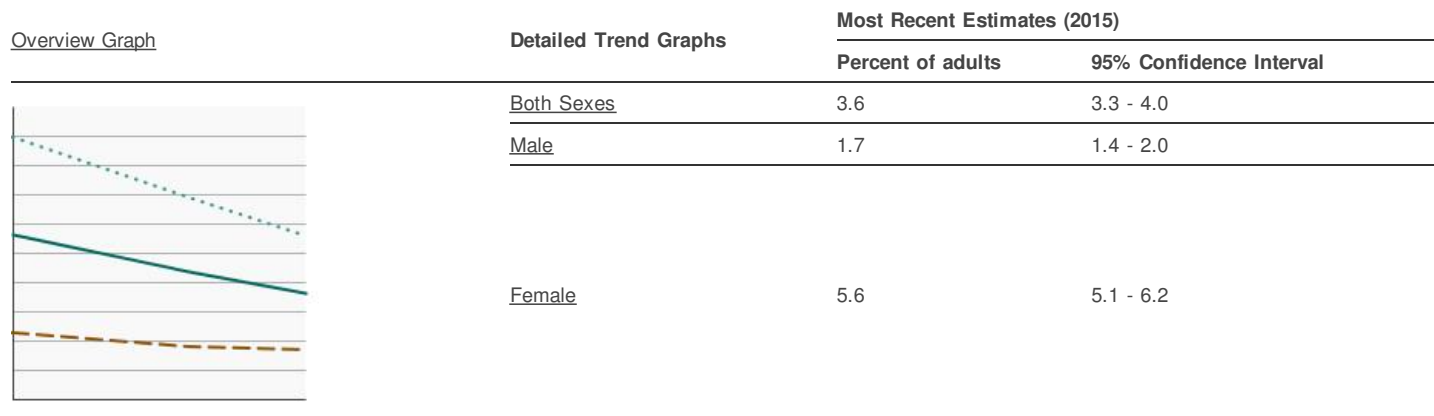 Overview Graph
Detailed Trend Graphs
Most Recent Estimates (2015)
Percent of adults
95% Confidence Interval
Both Sexes
3.6
3.3 - 4.0
Male
1.7
1.4 - 2.0
Female
5.6
5.1 - 6.2